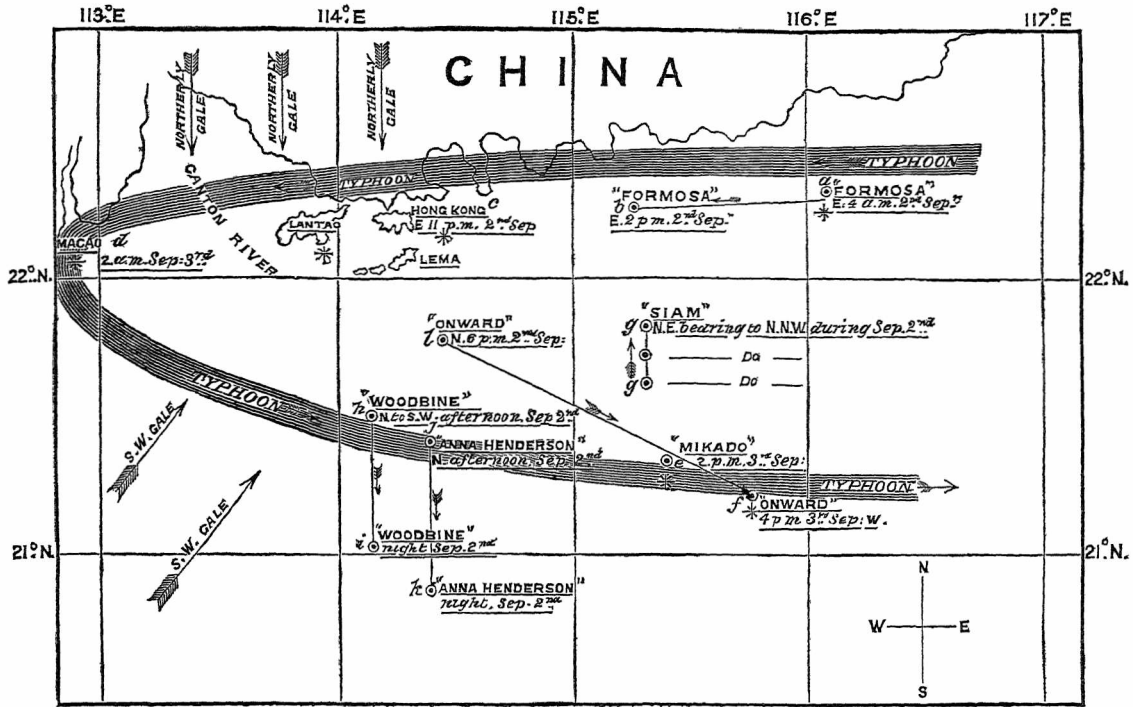 113.°E 114.°E 115.°E 116.°E 117.°E
CHINA
NORTHERLY GALE
NORTHERLY GALE
NORTHERLY GALE
TYPHOON
TYPHOON
a "FORMOSA"
E. 4 a.m. 2nd Sep:
"FORMOSA"
b
E. 2 p.m. 2nd Sep:
CANTON RIVER
c
HONG KONG
E 11 p.m. 2nd Sep
LANTAO
LEMA
MACAO d
2 a.m. Sep: 3rd
22°N. 22°N.
"ONWARD"
l N. 6 p.m. 2nd Sep:
"SIAM"
g N.E. bearing to N.N.W. during Sep. 2nd
Do
g Do
TYPHOON
"WOODBINE"
h N. to S.W. afternoon. Sep 2nd
j
"ANNA HENDERSON"
N. afternoon. Sep. 2nd
"MIKADO"
e 2. p.m. 3rd Sep:
TYPHOON
f "ONWARD"
4 p m 3rd Sep: W.
S.W. GALE
S.W. GALE
"WOODBINE"
i night Sep. 2nd
21°N 21°N.
k "ANNA HENDERSON"
night, Sep. 2nd
N
W E
S